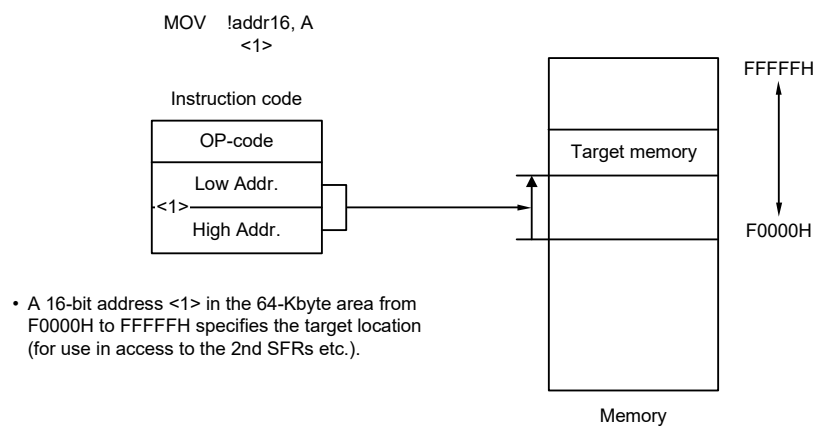 MOV !addr16, A
<1>
Instruction code
OP-code
Low Addr.
<1>
High Addr.
FFFFFH
Target memory
F0000H
• A 16-bit address <1> in the 64-Kbyte area from
F0000H to FFFFFH specifies the target location
(for use in access to the 2nd SFRs etc.).
Memory